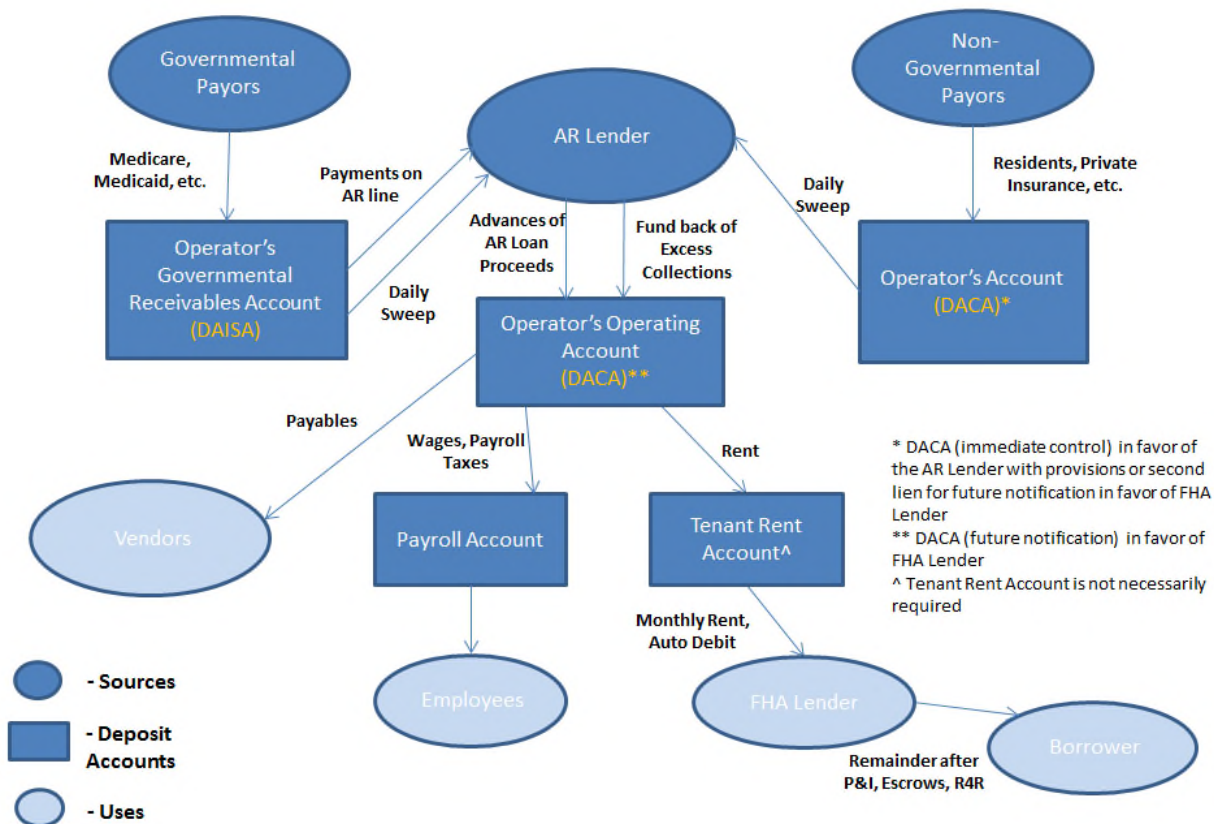 Governmental
Payors
AR Lender
Non-
Governmental
Payors
Medicare,
Medicaid, etc.
Payments on
AR line
Daily
Sweep
Residents, Private
Insurance, etc.
Operator's
Governmental
Receivables Account
(DAISA)
Daily
Sweep
Advances of
AR Loan
Proceeds
Fund back of
Excess
Collections
Operator's Account
(DACA)*
Operator's Operating
Account
(DACA)**
Payables
Wages, Payroll
Taxes
Rent
* DACA (immediate control) in favor of
the AR Lender with provisions or second
lien for future notification in favor of FHA
Lender
** DACA (future notification) in favor of
FHA Lender
^ Tenant Rent Account is not necessarily
required
Vendors
Payroll Account
Tenant Rent
Account^
Monthly Rent,
Auto Debit
- Sources
Employees
FHA Lender
- Deposit
Accounts
Borrower
Remainder after
P&I, Escrows, R4R
- Uses